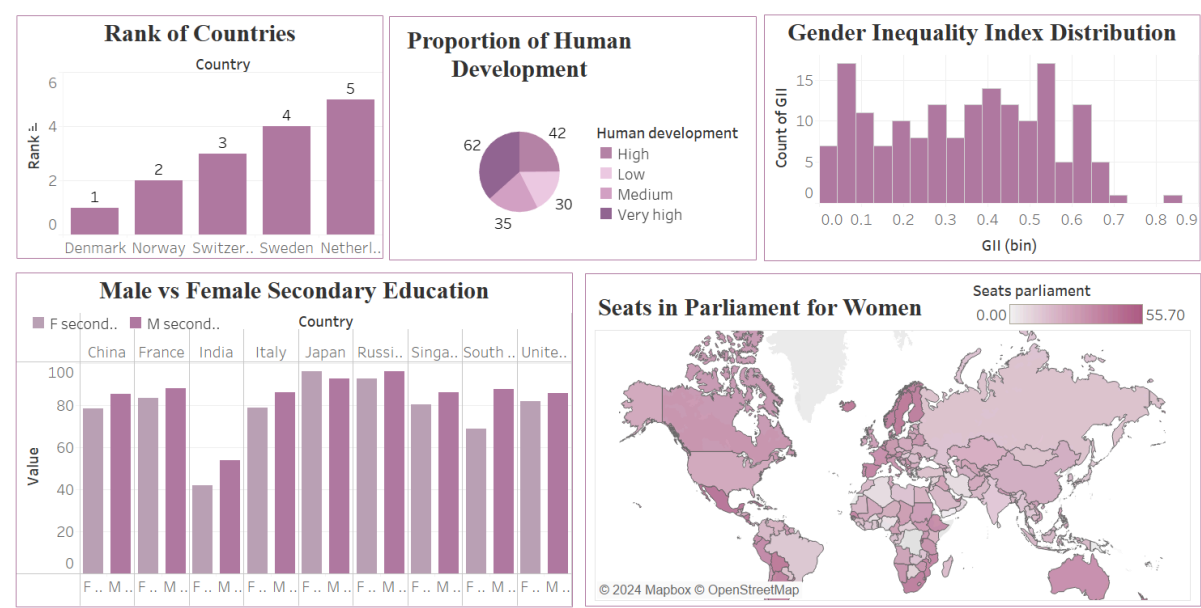 Rank of Countries
Country
6
4
2
0
Rank
1
2
3
4
5
Denmark Norway Switzer.. Sweden Netherl..
Proportion of Human
Development
62
42
30
35
Human development
High
Low
Medium
Very high
Gender Inequality Index Distribution
Count of GII
15
10
5
0
0.0 0.1 0.2 0.3 0.4 0.5 0.6 0.7 0.8 0.9
GII (bin)
Male vs Female Secondary Education
F second.. M second..
Country
China France India Italy Japan Russi.. Singa.. South .. Unite..
Value
100
80
60
40
20
0
F .. M .. F .. M .. F .. M .. F .. M .. F .. M .. F .. M .. F .. M .. F .. M .. F .. M ..
Seats in Parliament for Women
Seats parliament
0.00 55.70
© 2024 Mapbox © OpenStreetMap